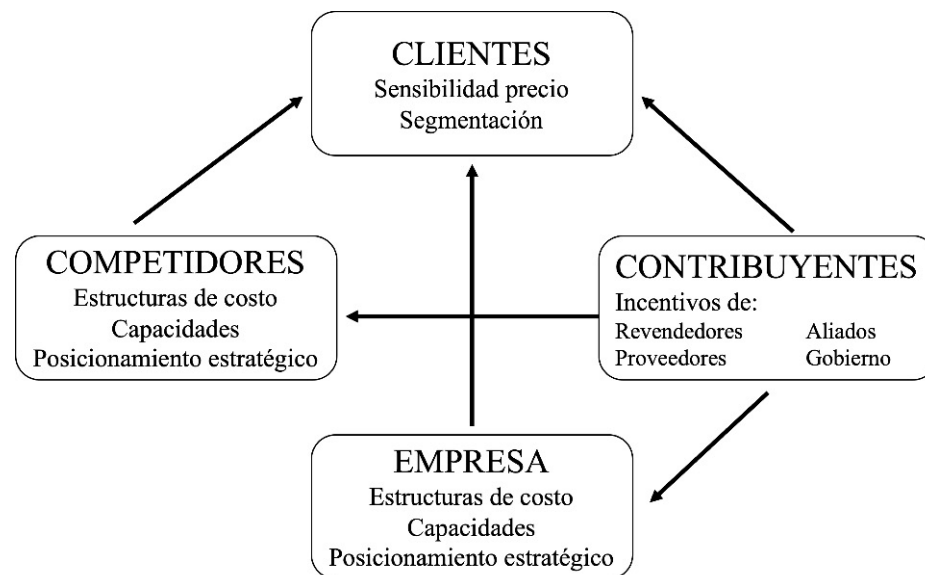 CLIENTES
Sensibilidad precio
Segmentación
COMPETIDORES
Estructuras de costo
Capacidades
Posicionamiento estratégico
CONTRIBUYENTES
Incentivos de:
Revendedores Aliados
Proveedores Gobierno
EMPRESA
Estructuras de costo
Capacidades
Posicionamiento estratégico